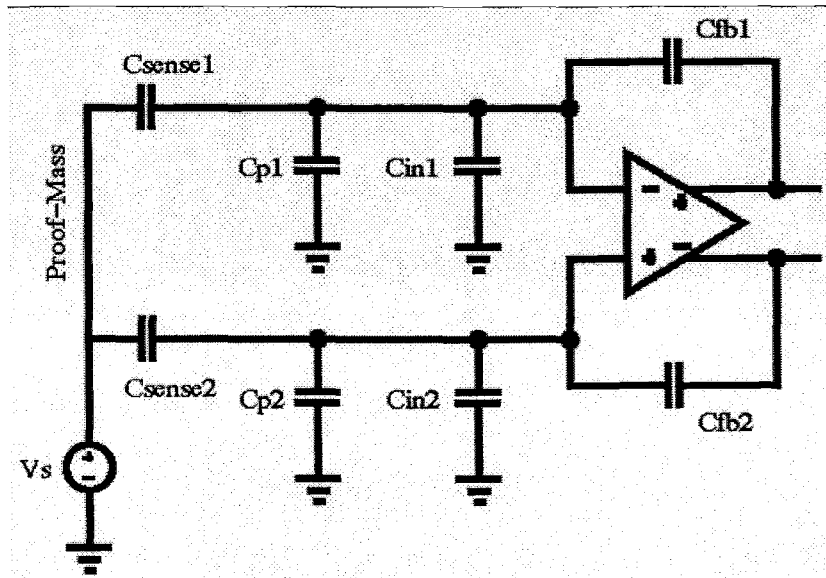 Cfb1
Csense1
Cp1
Cin1
Proof-Mass
Csense2
Cp2
Cin2
Cfb2
Vs